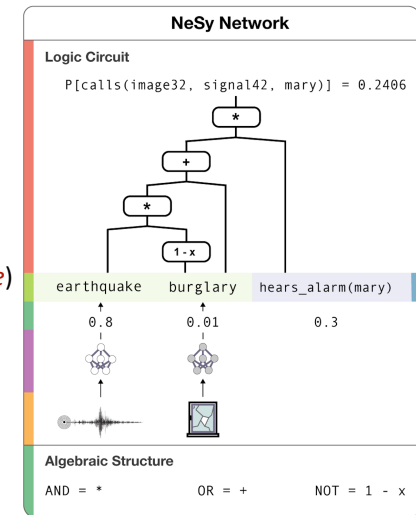 NeSy Network
Logic Circuit
P[calls(image32, signal42, mary)] = 0.2406
*
+
*
1 - x
e)
earthquake burglary hears_alarm(mary)
0.8 0.01 0.3
Algebraic Structure
AND = * OR = + NOT = 1 - x